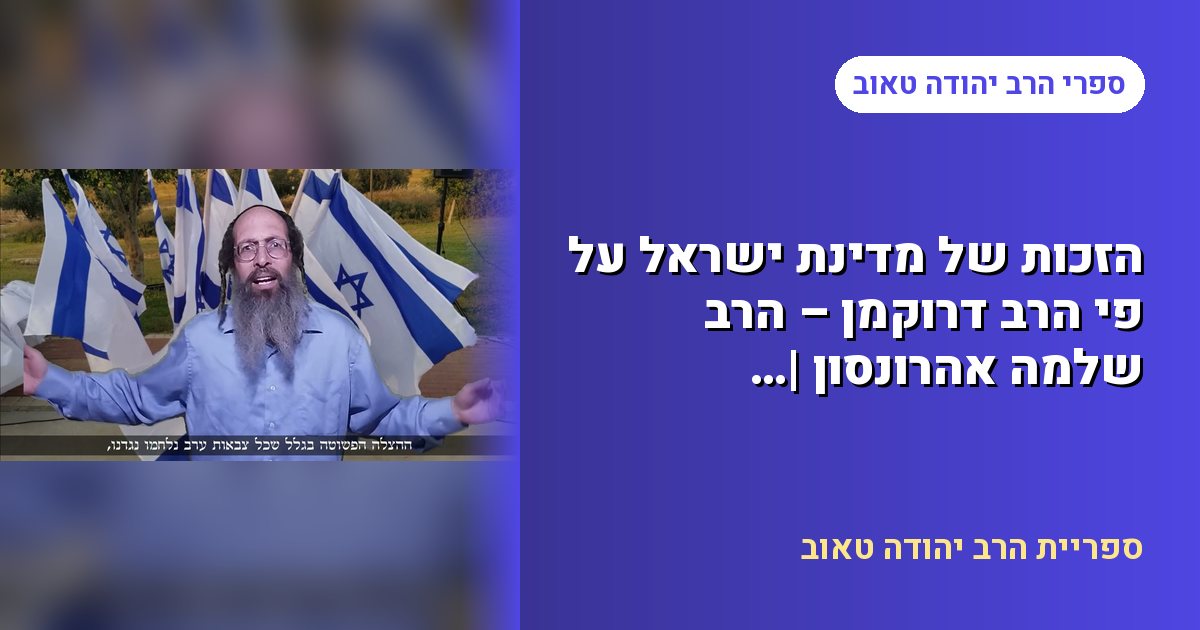 ספרי הרב יהודה טאוב
הזכות של מדינת ישראל על
פי הרב דרוקמן – הרב
שלמה אהרונסון |...
ההצלה הפשוטה בגלל שכל צבאות ערב נלחמו נגדנו,
ספריית הרב יהודה טאוב